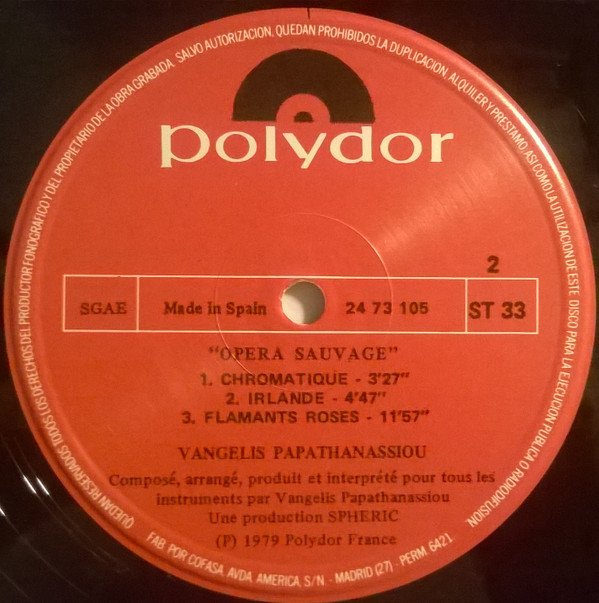 QUEDAN RESERVADOS TODOS LOS DERECHOS DEL PRODUCTOR FONOGRAFICO Y DEL PROPIETARIO DE LA OBRA GRABADA. SALVO AUTORIZACION, QUEDAN PROHIBIDOS LA DUPLICACION, ALQUILER Y PRESTAMO, ASI COMO LA UTILIZACION DE ESTE DISCO PARA LA EJECUCION PUBLICA O RADIODIFUSION
polydor
2
SGAE Made in Spain 24 73 105 ST 33
"OPERA SAUVAGE"
1. CHROMATIQUE - 3'27"
2. IRLANDE - 4'47"
3. FLAMANTS ROSES - 11'57"
VANGELIS PAPATHANASSIOU
Composé, arrangé, produit et interprété pour tous les
instruments par Vangelis Papathanassiou
Une production SPHERIC
(P) 1979 Polydor France
FAB. POR COFASA. AVDA. AMERICA, S/N. - MADRID (27) - PERM. 6421